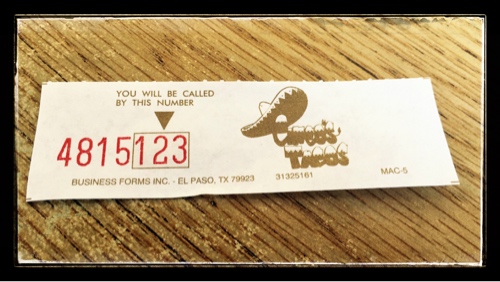 YOU WILL BE CALLED
BY THIS NUMBER
4815123
Chico's
Tacos
BUSINESS FORMS INC. - EL PASO, TX 79923
31325161
MAC-5